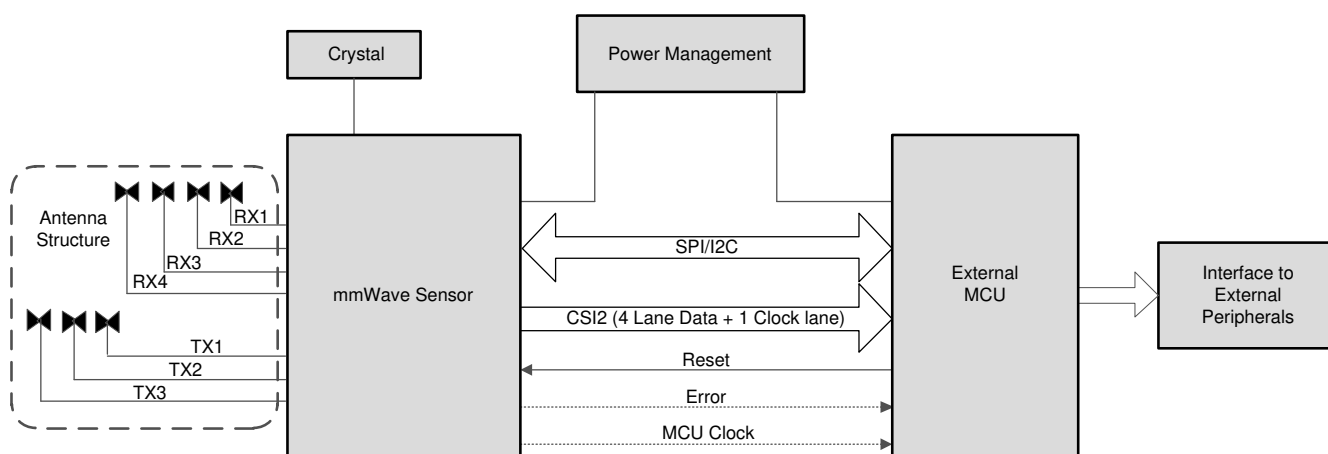 Crystal
Power Management
Antenna
Structure
RX1
RX2
RX3
RX4
TX1
TX2
TX3
mmWave Sensor
SPI/I2C
CSI2 (4 Lane Data + 1 Clock lane)
Reset
Error
MCU Clock
External
MCU
Interface to
External
Peripherals